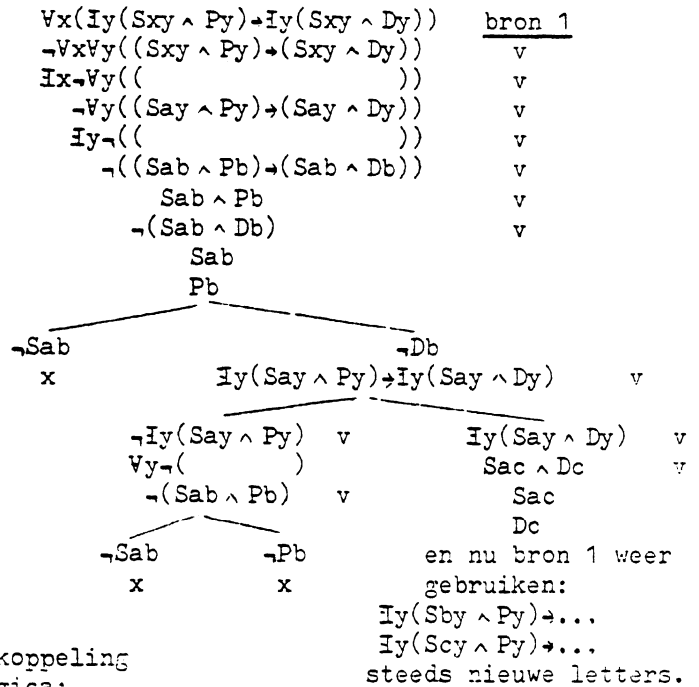 ∀x(∃y(Sxy ∧ Py)→∃y(Sxy ∧ Dy)) bron 1
¬∀x∀y((Sxy ∧ Py)→(Sxy ∧ Dy)) v
∃x¬∀y(( )) v
¬∀y((Say ∧ Py)→(Say ∧ Dy)) v
∃y¬(( )) v
¬((Sab ∧ Pb)→(Sab ∧ Db)) v
Sab ∧ Pb v
¬(Sab ∧ Db) v
Sab
Pb
¬Sab ¬Db
x ∃y(Say ∧ Py)→∃y(Say ∧ Dy) v
¬∃y(Say ∧ Py) v ∃y(Say ∧ Dy) v
∀y¬( ) Sac ∧ Dc v
¬(Sab ∧ Pb) v Sac
Dc
¬Sab ¬Pb en nu bron 1 weer
x x gebruiken:
∃y(Sby ∧ Py)→...
koppeling ∃y(Scy ∧ Py)→...
steeds nieuwe letters.